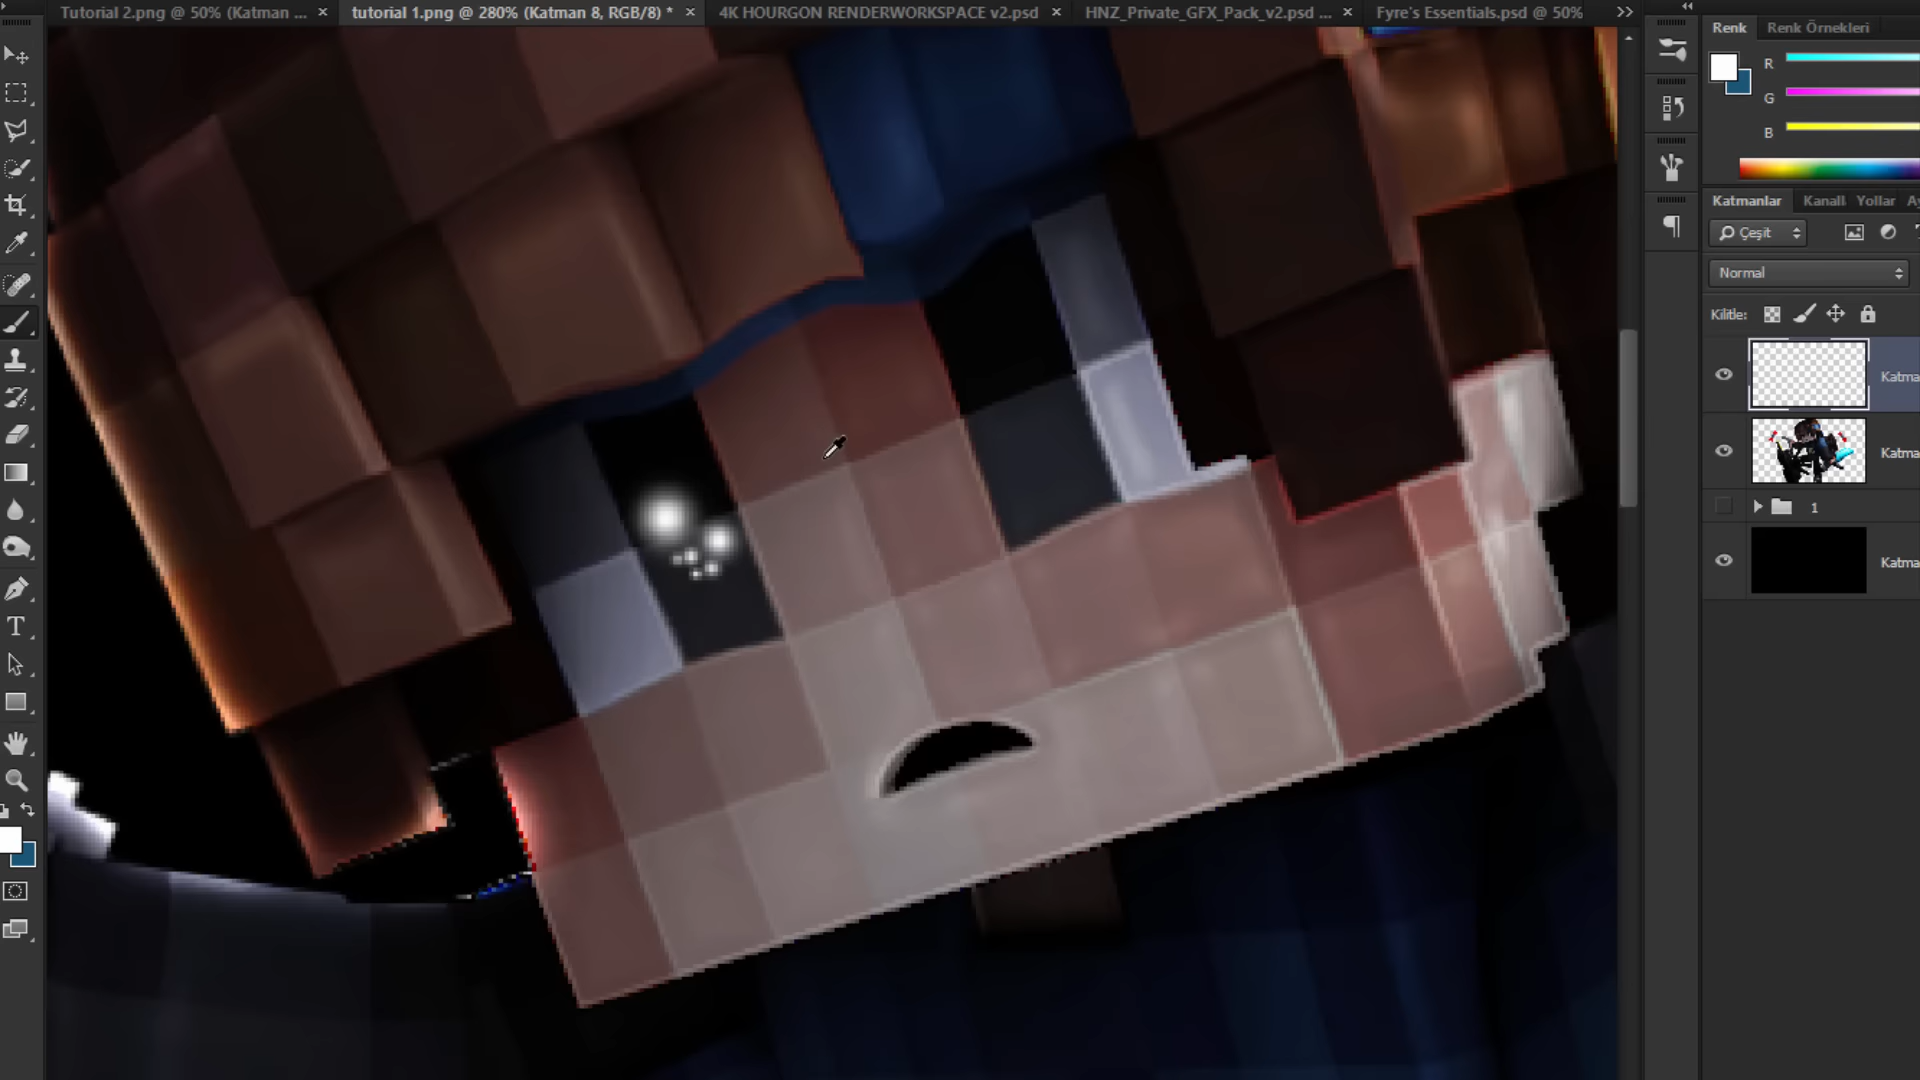 Tutorial 2.png @ 50% (Katman ... tutorial 1.png @ 280% (Katman 8, RGB/8) * 4K HOURGON RENDERWORKSPACE v2.psd HNZ_Private_GFX_Pack_v2.psd ... Fyre's Essentials.psd @ 50%
Renk Renk Örnekleri
R
G
B
Katmanlar Kanall Yollar Ay
Çeşit
Normal
Kilitle:
Katma
Katma
1
Katma